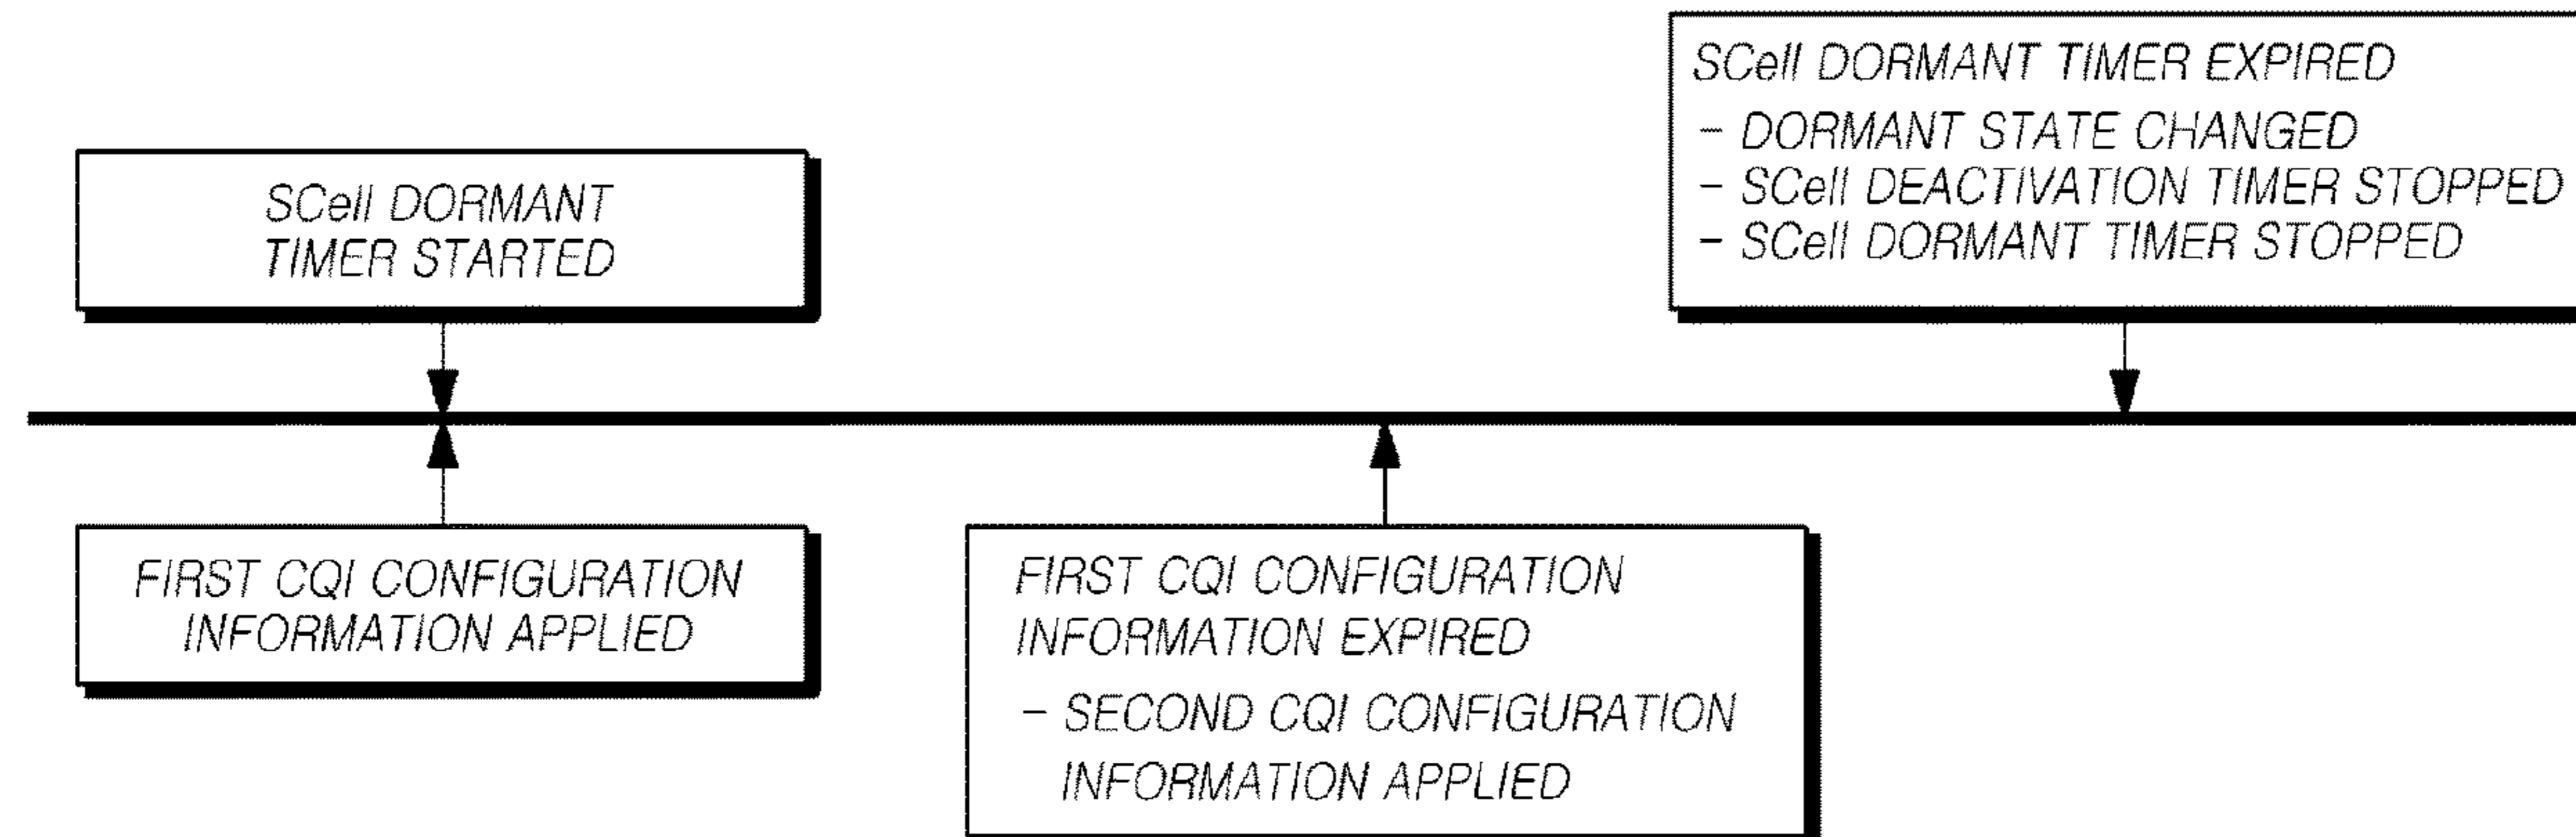 SCell DORMANT
TIMER STARTED
SCell DORMANT TIMER EXPIRED
– DORMANT STATE CHANGED
– SCell DEACTIVATION TIMER STOPPED
– SCell DORMANT TIMER STOPPED
FIRST CQI CONFIGURATION
INFORMATION APPLIED
FIRST CQI CONFIGURATION
INFORMATION EXPIRED
– SECOND CQI CONFIGURATION
INFORMATION APPLIED